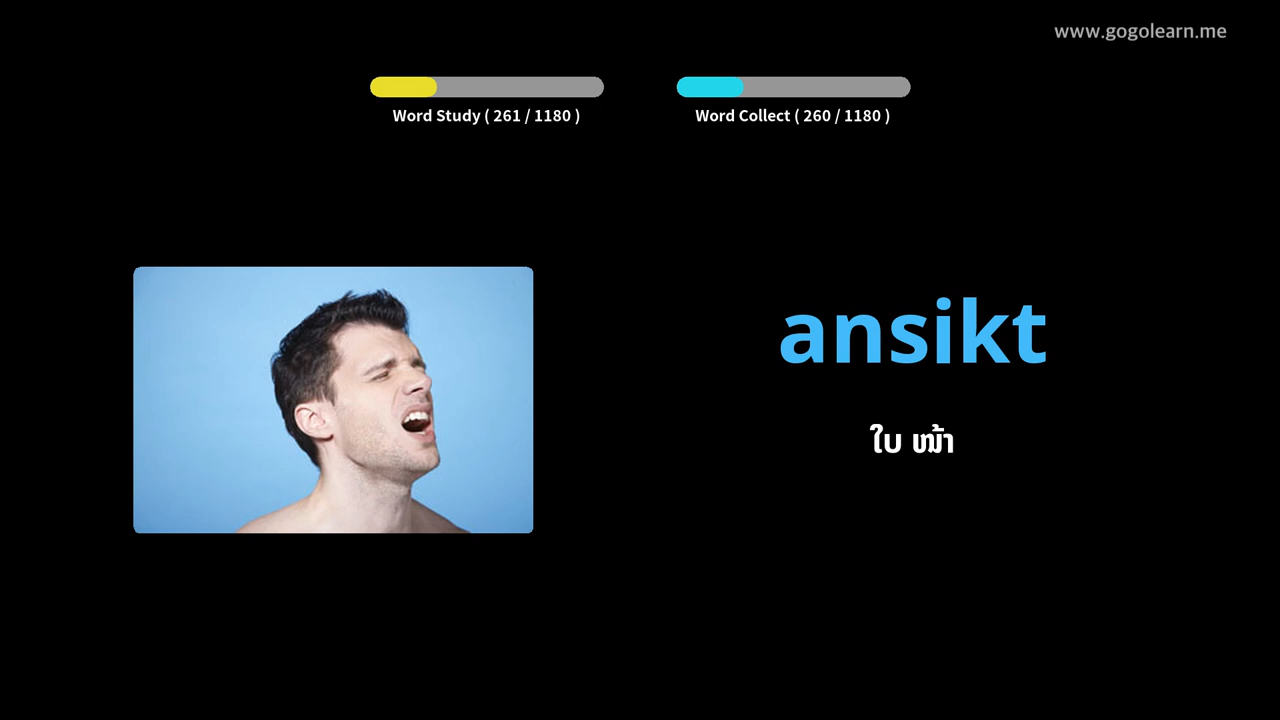 www.gogolearn.me
Word Study ( 261 / 1180 )
Word Collect ( 260 / 1180 )
ansikt
ໃບ ໜ້າ